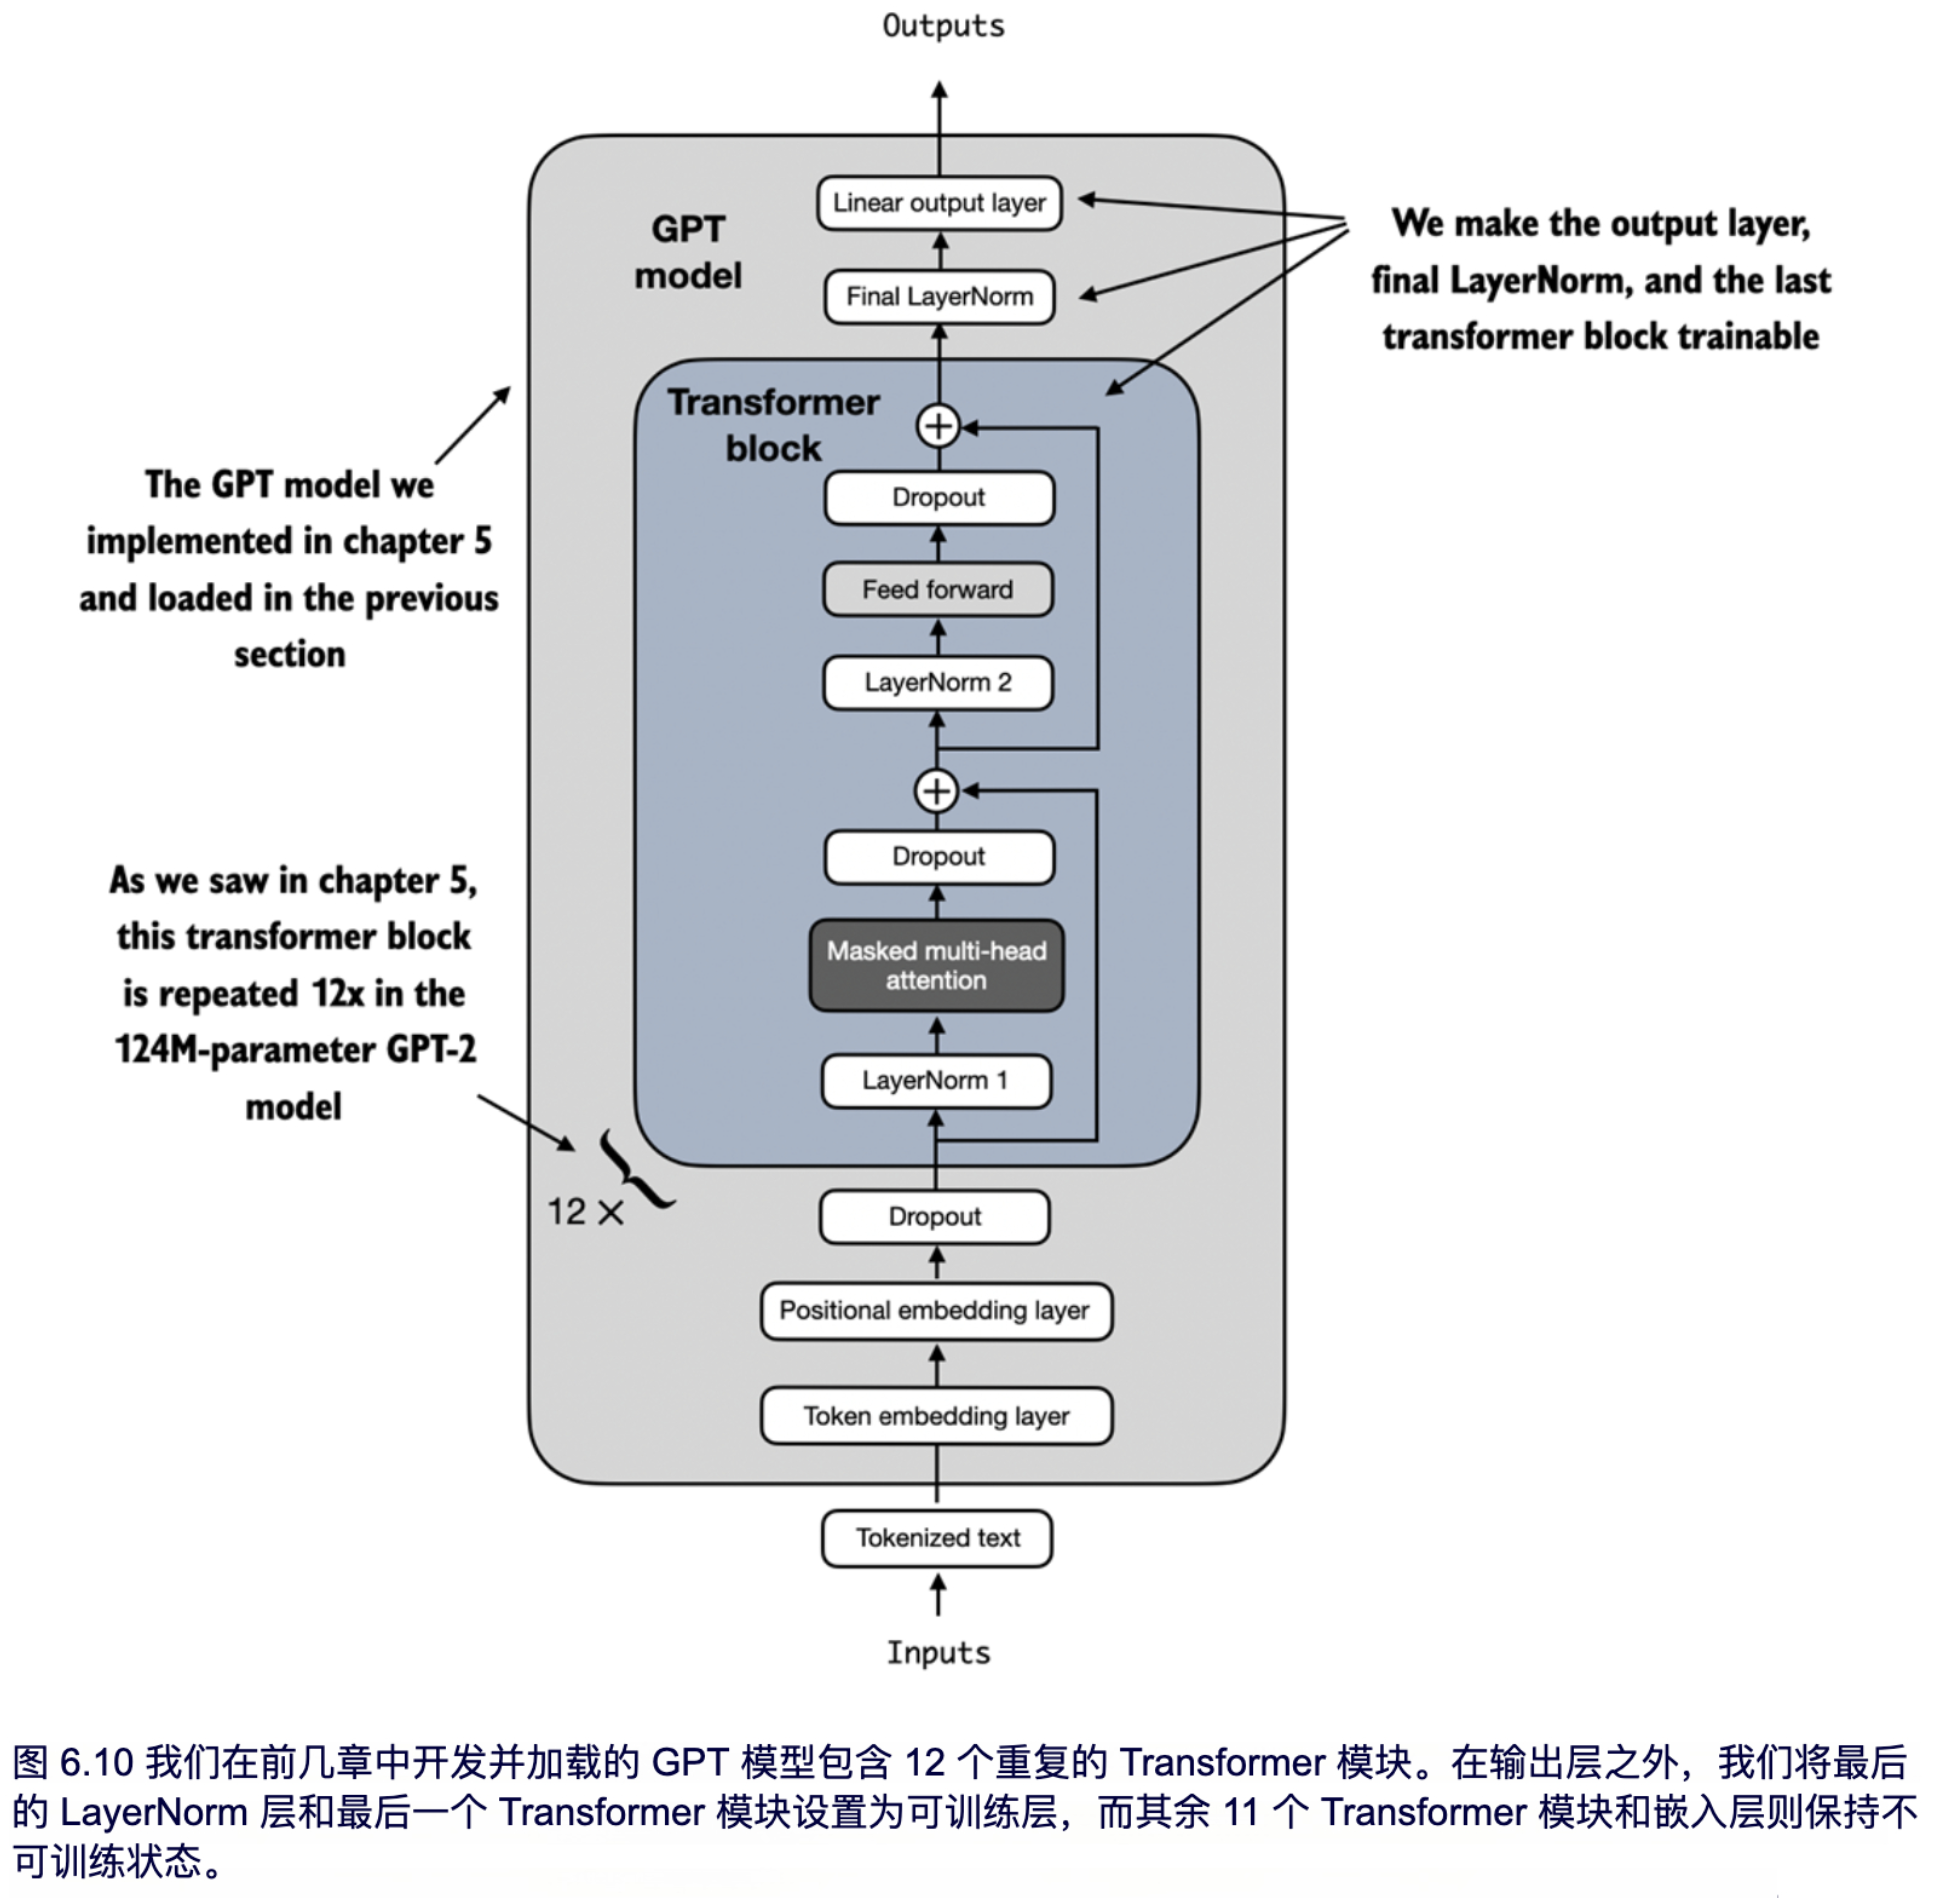 Outputs
Linear output layer
GPT
model
Final LayerNorm
We make the output layer,
final LayerNorm, and the last
transformer block trainable
Transformer
block
Dropout
Feed forward
LayerNorm 2
The GPT model we
implemented in chapter 5
and loaded in the previous
section
Dropout
Masked multi-head
attention
LayerNorm 1
As we saw in chapter 5,
this transformer block
is repeated 12x in the
124M-parameter GPT-2
model
12 ×
Dropout
Positional embedding layer
Token embedding layer
Tokenized text
Inputs
图 6.10 我们在前几章中开发并加载的 GPT 模型包含 12 个重复的 Transformer 模块。在输出层之外，我们将最后
的 LayerNorm 层和最后一个 Transformer 模块设置为可训练层，而其余 11 个 Transformer 模块和嵌入层则保持不
可训练状态。